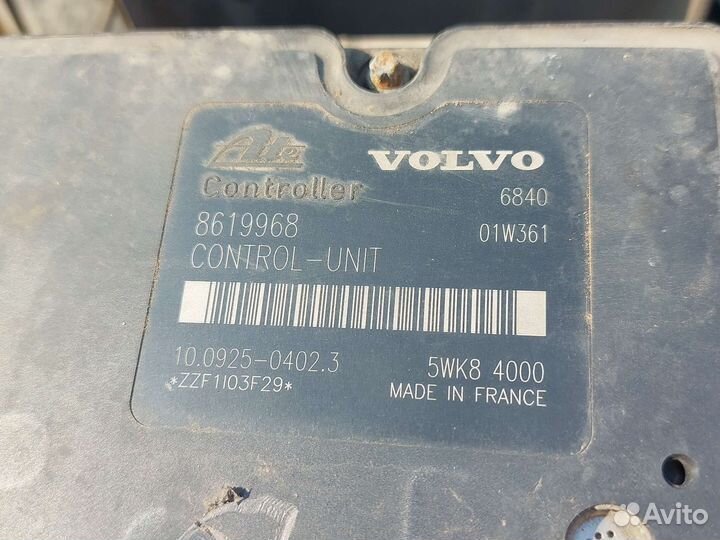 Ate VOLVO
Controller 6840
8619968 01W361
CONTROL-UNIT
10.0925-0402.3 5WK8 4000
*ZZF1I03F29* MADE IN FRANCE
Avito